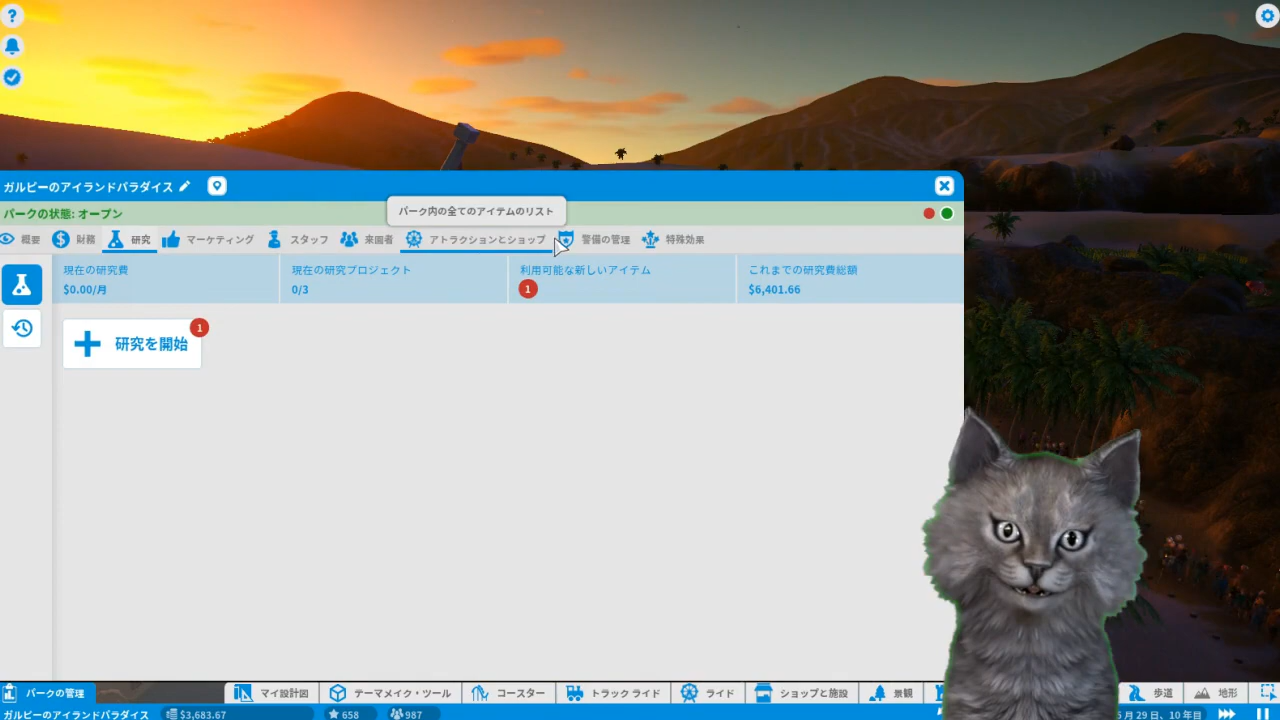 ?
ガルビーのアイランドパラダイス
パークの状態: オープン
パーク内の全てのアイテムのリスト
概要 財務 研究 マーケティング スタッフ 来園者 アトラクションとショップ 警備の管理 特殊効果
現在の研究費 現在の研究プロジェクト 利用可能な新しいアイテム これまでの研究費総額
$0.00/月 0/3 1 $6,401.66
研究を開始 1
パークの管理 マイ設計図 テーマメイク・ツール コースター トラックライド ライド ショップと施設 景観 歩道 地形
ガルビーのアイランドパラダイス $3,683.67 658 987 5月 29日、10年目